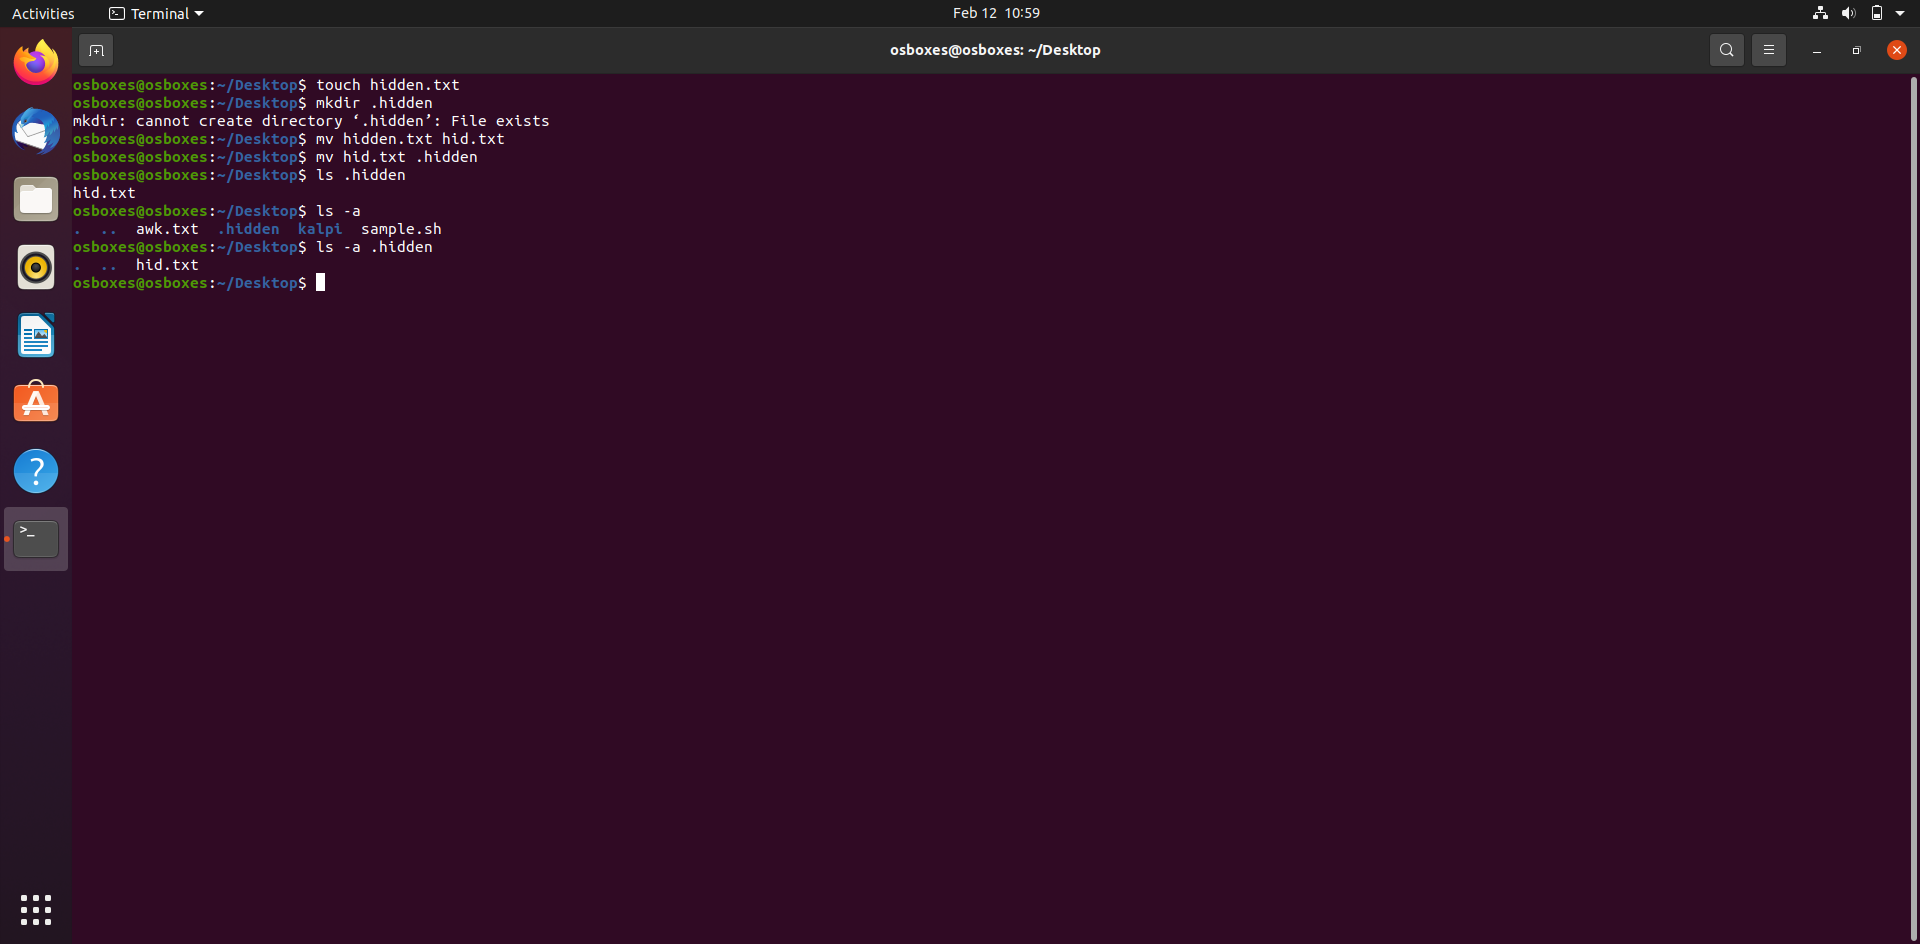 Activities
Terminal
Feb 12 10:59
osboxes@osboxes: ~/Desktop
osboxes@osboxes:~/Desktop$ touch hidden.txt
osboxes@osboxes:~/Desktop$ mkdir .hidden
mkdir: cannot create directory ‘.hidden’: File exists
osboxes@osboxes:~/Desktop$ mv hidden.txt hid.txt
osboxes@osboxes:~/Desktop$ mv hid.txt .hidden
osboxes@osboxes:~/Desktop$ ls .hidden
hid.txt
osboxes@osboxes:~/Desktop$ ls -a
.  ..  awk.txt  .hidden  kalpi  sample.sh
osboxes@osboxes:~/Desktop$ ls -a .hidden
.  ..  hid.txt
osboxes@osboxes:~/Desktop$